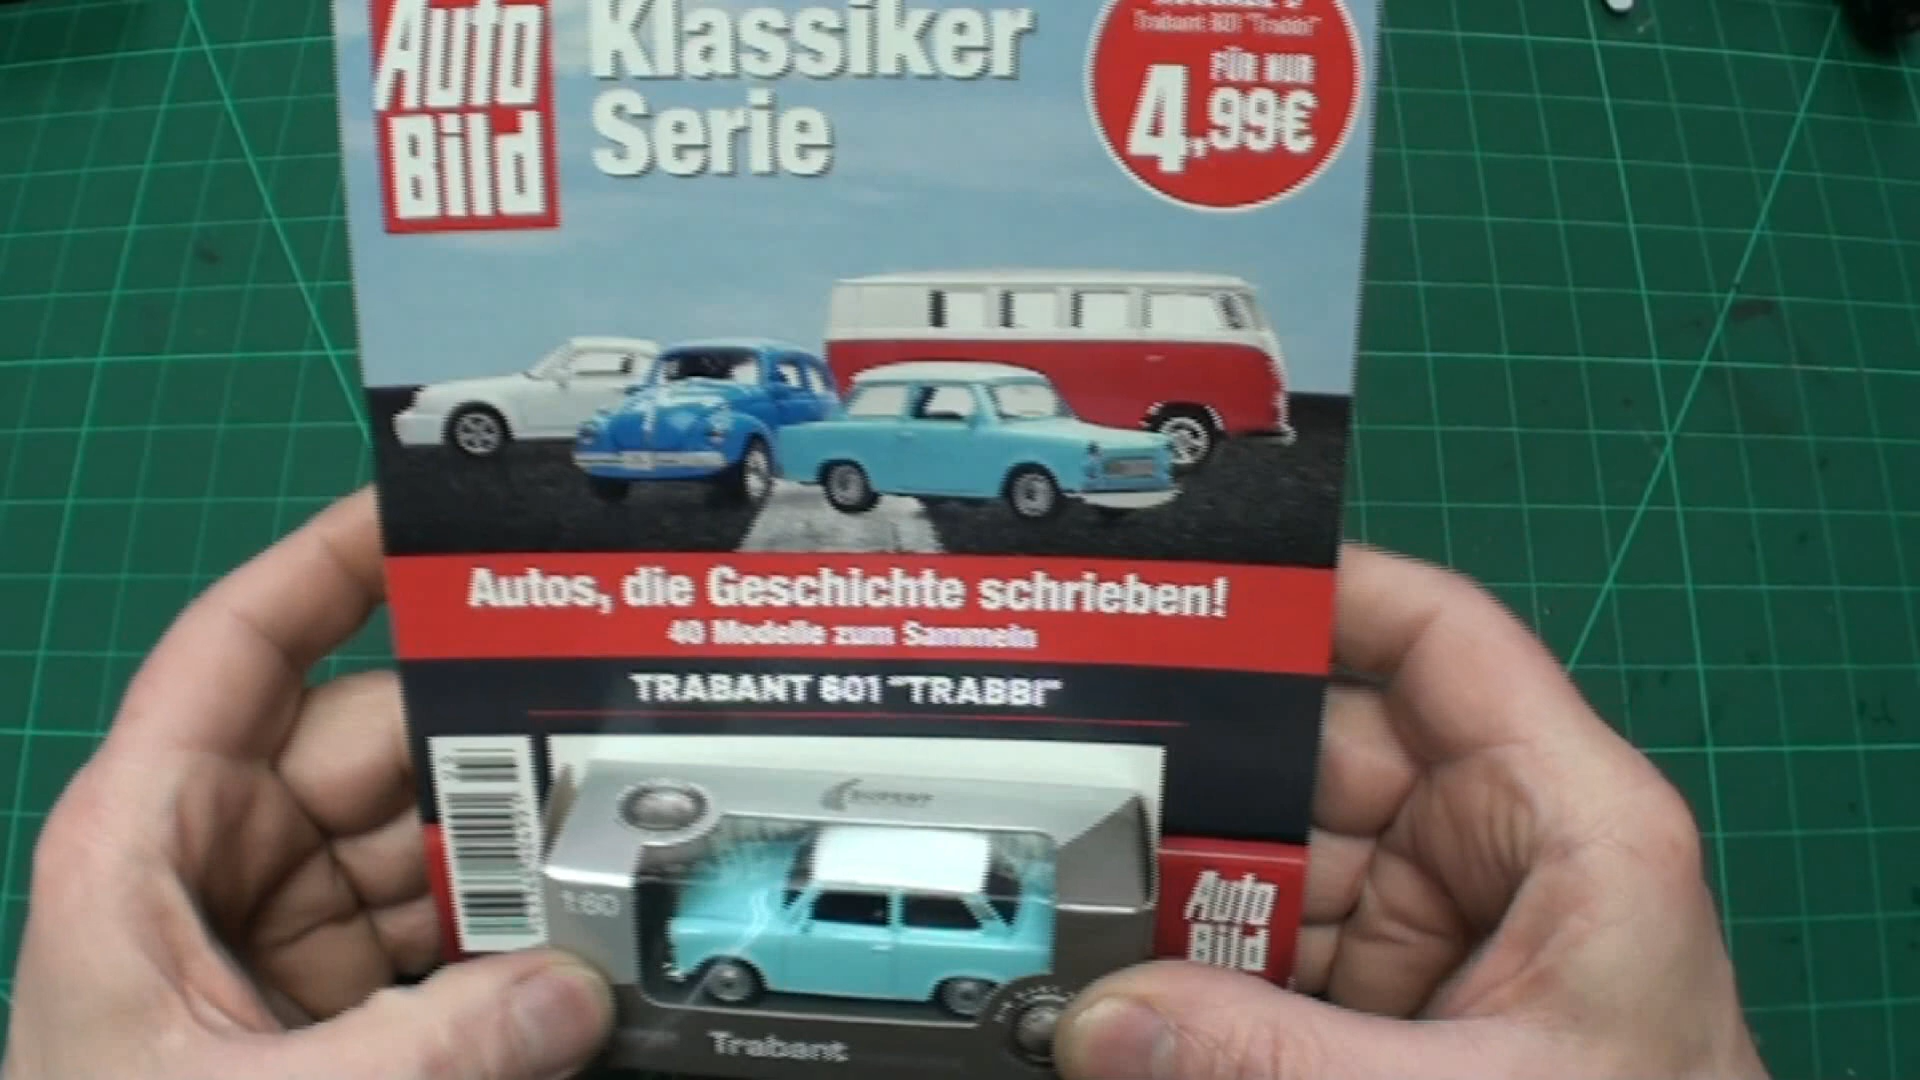 Auto
Bild
Klassiker
Serie
Trabant 601 "Trabbi"
FÜR NUR
4,99€
Autos, die Geschichte schrieben!
40 Modelle zum Sammeln
TRABANT 601 "TRABBI"
1:60
Trabant
Auto
Bild